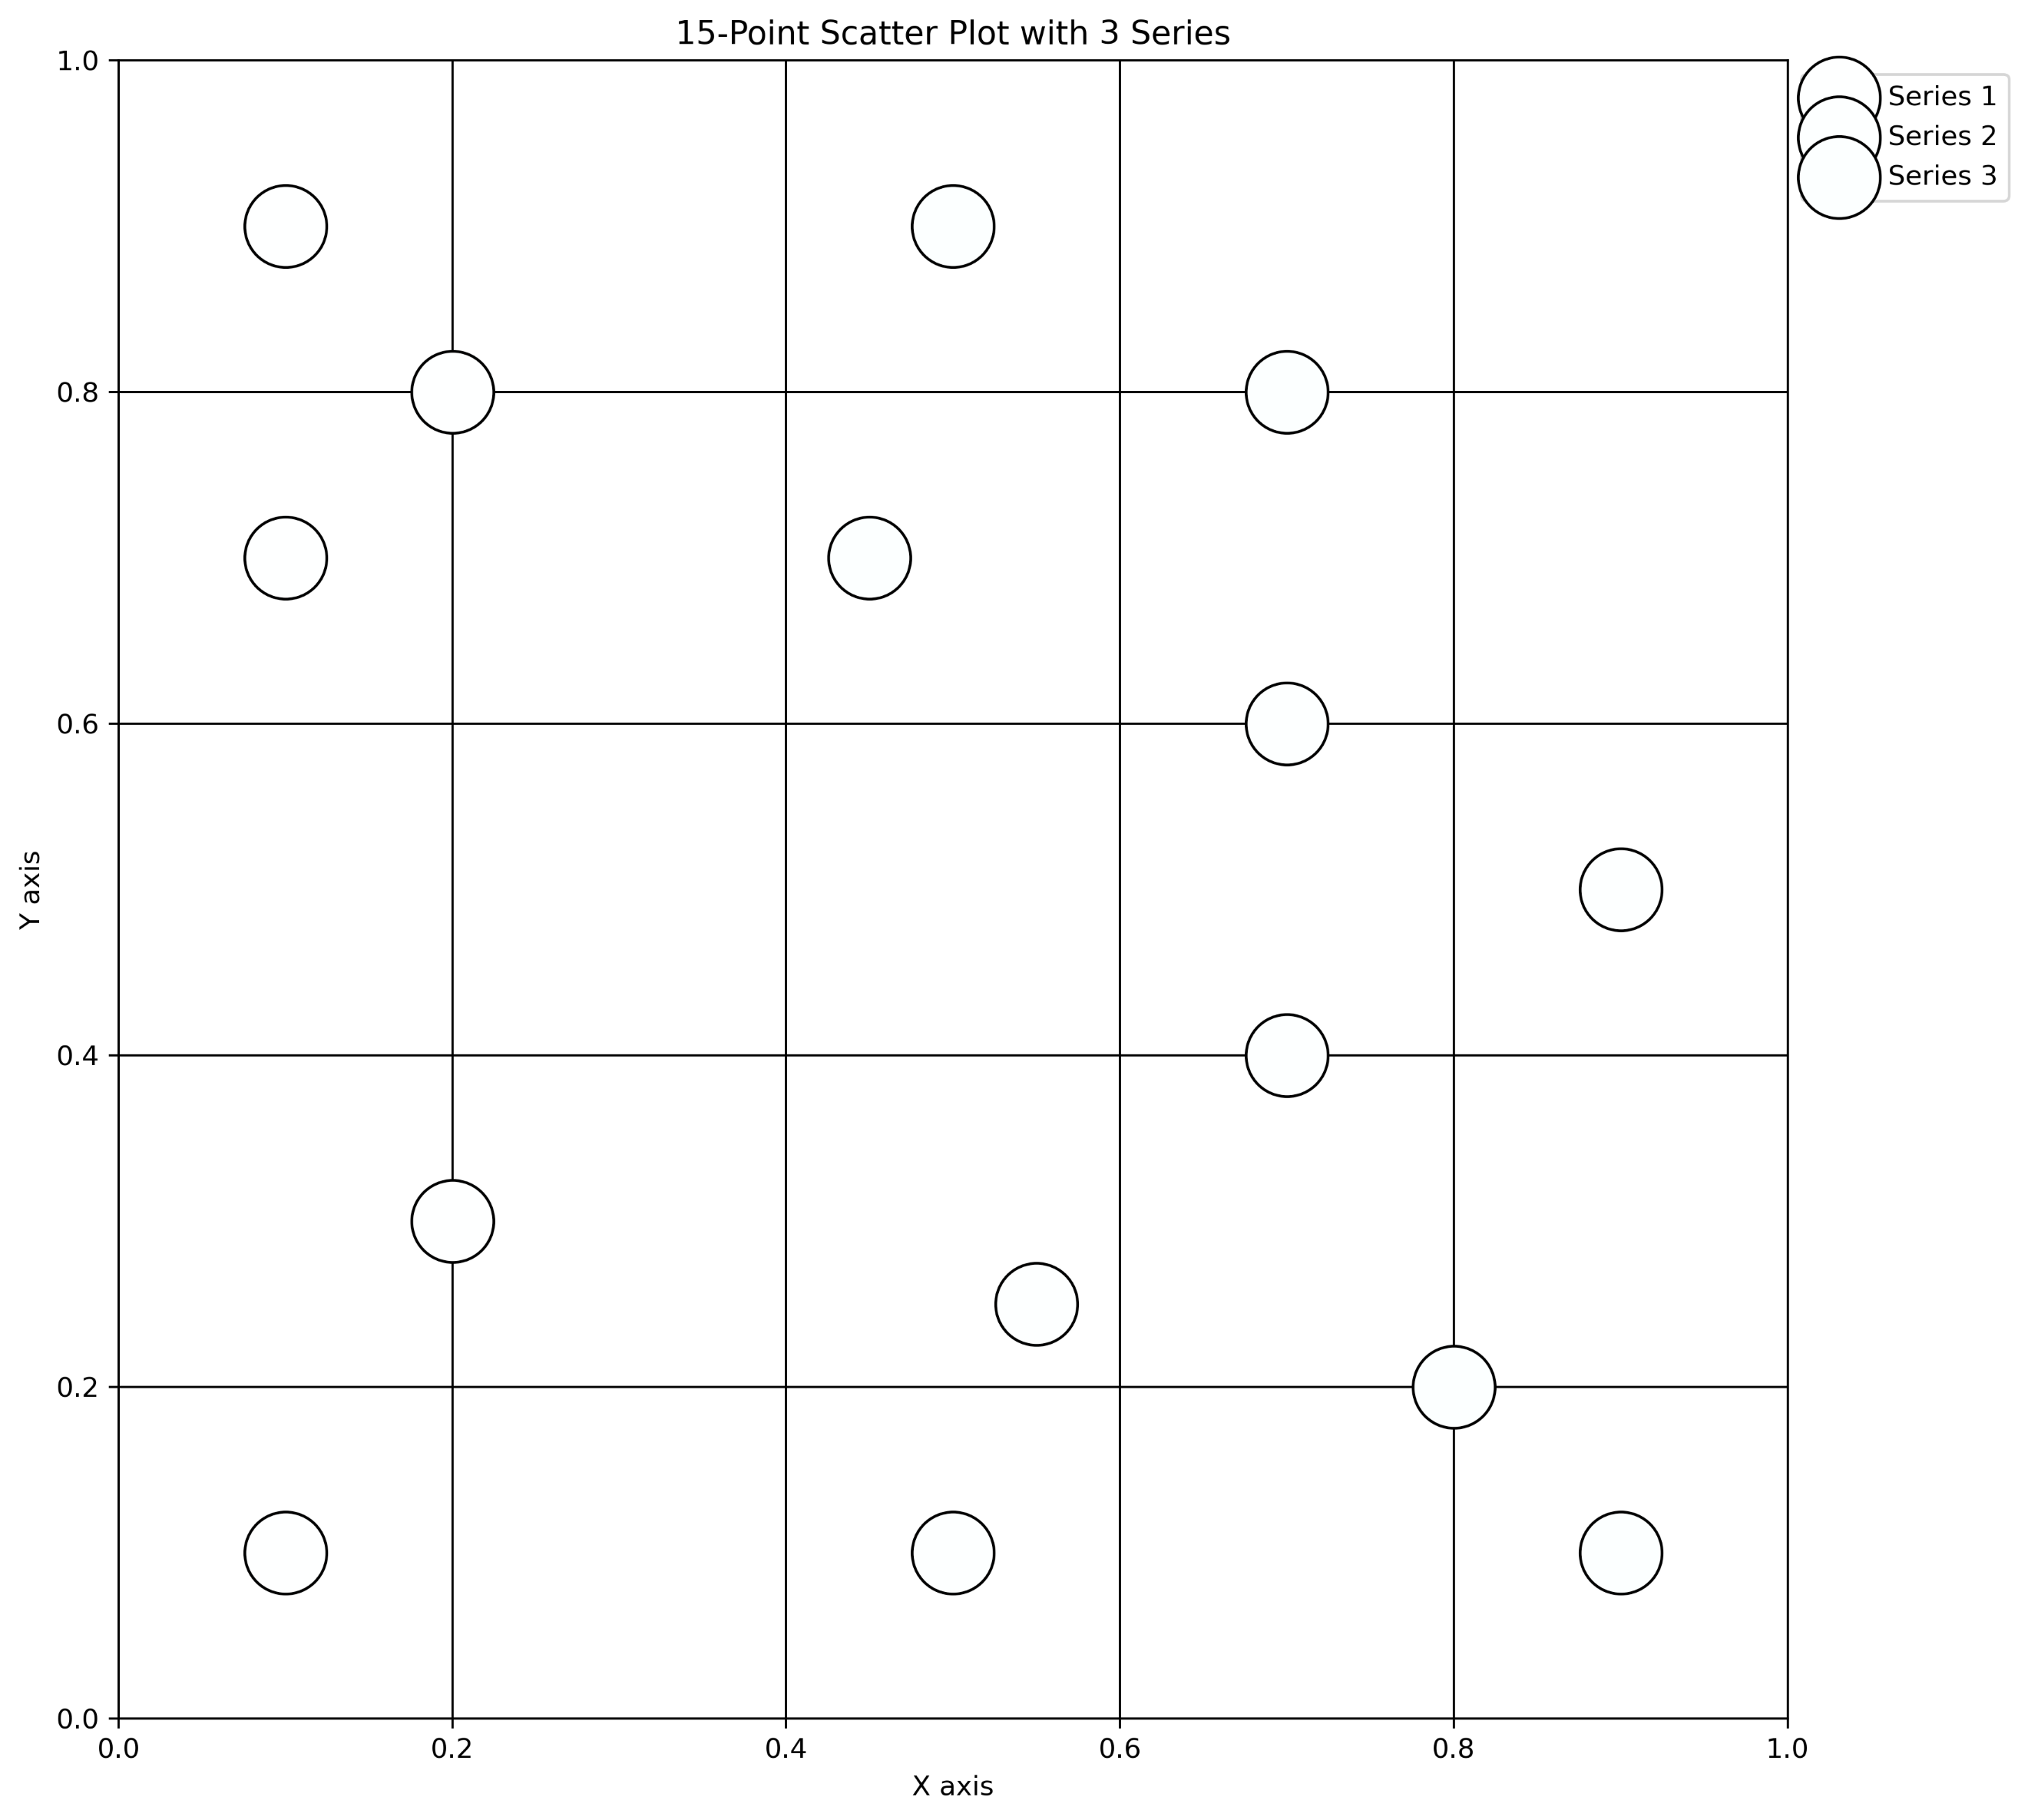 15-Point Scatter Plot with 3 Series
1.0
0.8
0.6
0.4
0.2
0.0
Y axis
0.0 0.2 0.4 0.6 0.8 1.0
X axis
Series 1
Series 2
Series 3